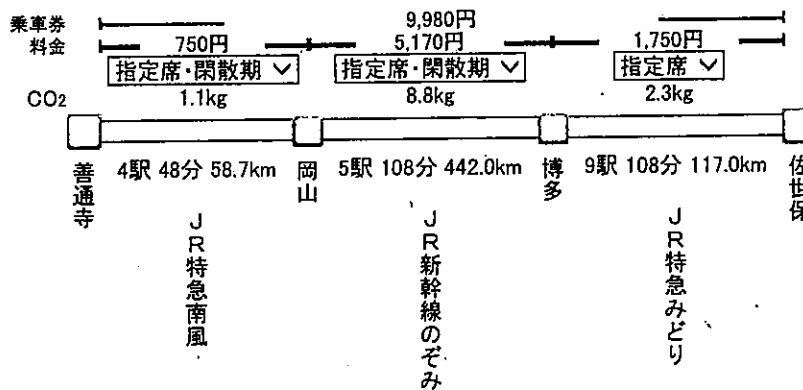 乗車券 9,980円
料金 750円 5,170円 1,750円
指定席・閑散期 指定席・閑散期 指定席
CO2 1.1kg 8.8kg 2.3kg
善通寺 4駅 48分 58.7km 岡山 5駅 108分 442.0km 博多 9駅 108分 117.0km 佐世保
JR特急南風 JR新幹線のぞみ JR特急みどり